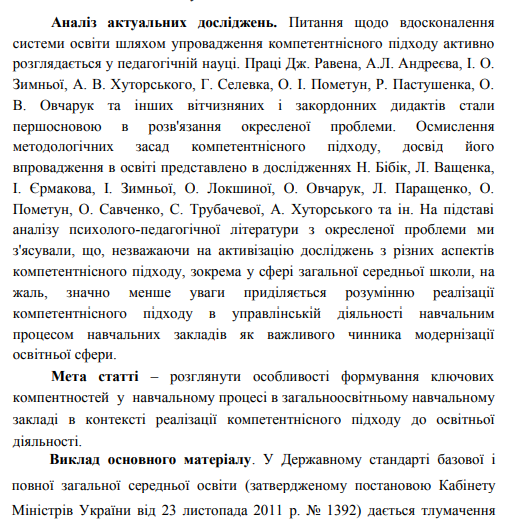 Аналіз актуальних досліджень. Питання щодо вдосконалення
системи освіти шляхом упровадження компетентнісного підходу активно
розглядається у педагогічній науці. Праці Дж. Равена, А.Л. Андреєва, І. О.
Зимньої, А. В. Хуторського, Г. Селевка, О. І. Пометун, Р. Пастушенка, О.
В. Овчарук та інших вітчизняних і закордонних дидактів стали
першосновою в розв'язання окресленої проблеми. Осмислення
методологічних засад компетентнісного підходу, досвід його
впровадження в освіті представлено в дослідженнях Н. Бібік, Л. Ващенка,
І. Єрмакова, І. Зимньої, О. Локшиної, О. Овчарук, Л. Паращенко, О.
Пометун, О. Савченко, С. Трубачевої, А. Хуторського та ін. На підставі
аналізу психолого-педагогічної літератури з окресленої проблеми ми
з'ясували, що, незважаючи на активізацію досліджень з різних аспектів
компетентнісного підходу, зокрема у сфері загальної середньої школи, на
жаль, значно менше уваги приділяється розумінню реалізації
компетентнісного підходу в управлінській діяльності навчальним
процесом навчальних закладів як важливого чинника модернізації
освітньої сфери.
Мета статті – розглянути особливості формування ключових
компентностей у навчальному процесі в загальноосвітньому навчальному
закладі в контексті реалізації компетентнісного підходу до освітньої
діяльності.
Виклад основного матеріалу. У Державному стандарті базової і
повної загальної середньої освіти (затвердженому постановою Кабінету
Міністрів України від 23 листопада 2011 р. № 1392) дається тлумачення